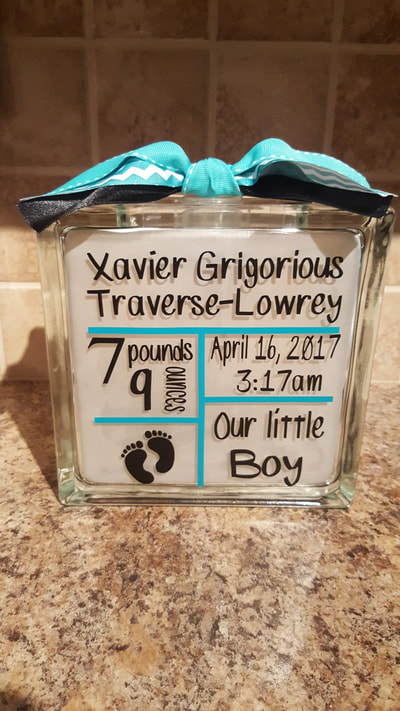 Xavier Grigorious
Traverse-Lowrey
7 pounds
9 ounces
April 16, 2017
3:17am
Our little
Boy